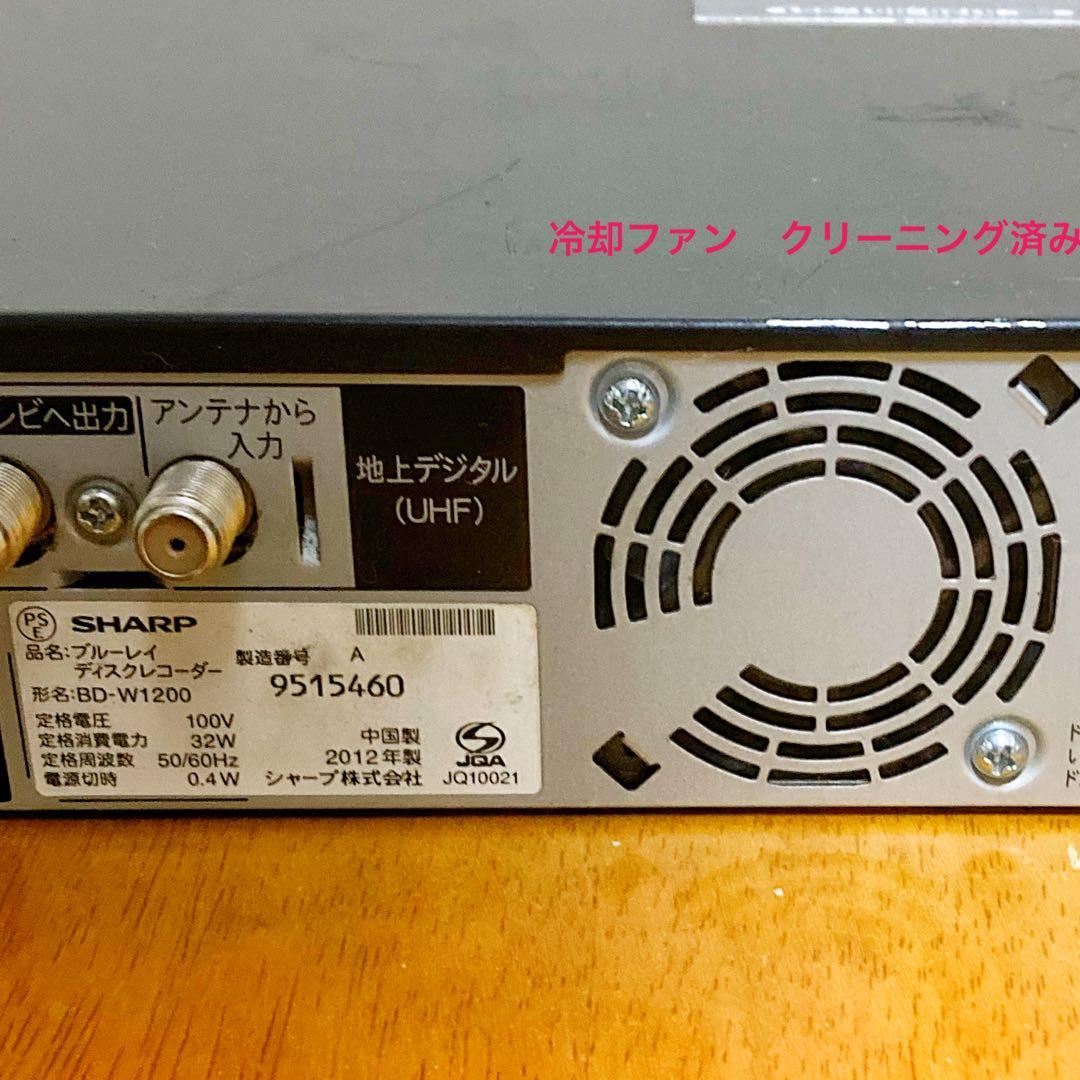 冷却ファン　クリーニング済み
レビへ出力
アンテナから
入力
地上デジタル
(UHF)
PS
E
SHARP
品名:ブルーレイ
ディスクレコーダー
製造番号 A
9515460
形名:BD-W1200
定格電圧 100V
定格消費電力 32W
定格周波数 50/60Hz
電源切時 0.4W
中国製
2012年製
シャープ株式会社
JQA
JQ10021
ド
い
ド